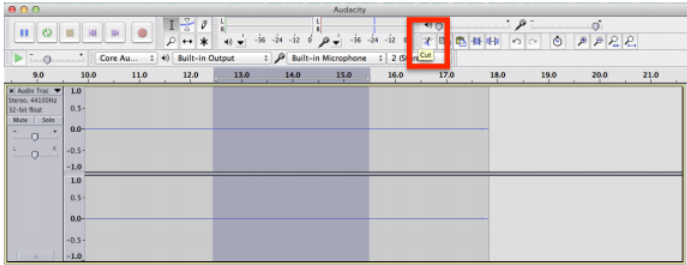 Audacity
L
R
L
R
-36 -24 -12 0
-36 -24 -12 0
Cut
Core Au...
Built-in Output
Built-in Microphone
2 (S
9.0 10.0 11.0 12.0 13.0 14.0 15.0 16.0 17.0 18.0 19.0 20.0 21.0
Audio Trac
Stereo, 44100Hz
32-bit float
Mute Solo
- +
L R
1.0
0.5
0.0
-0.5
-1.0
1.0
0.5
0.0
-0.5
-1.0